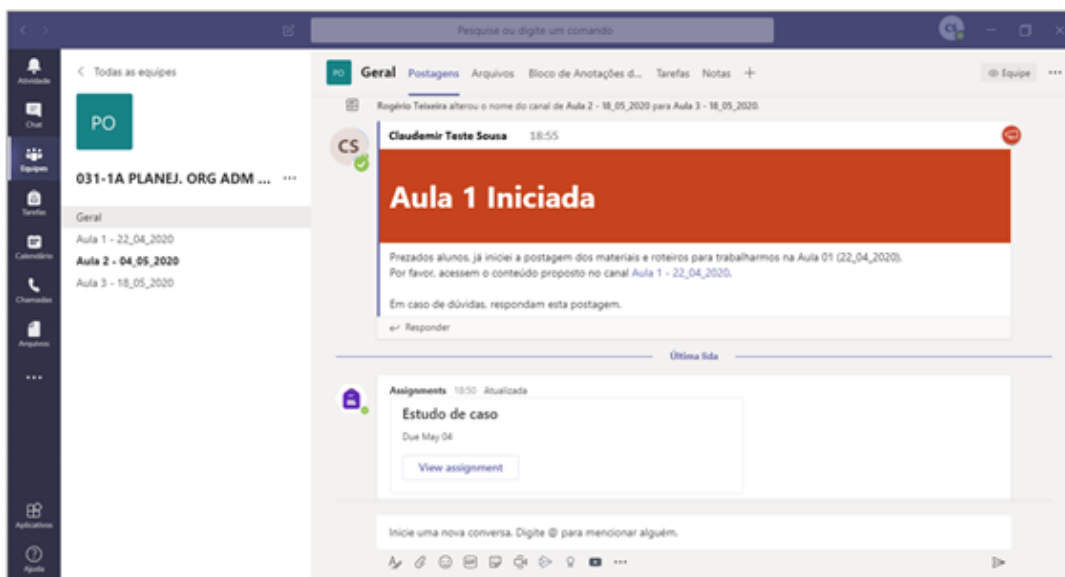 Pesquise ou digite um comando
CS
Atividade
Chat
Equipes
Tarefas
Calendário
Chamadas
Arquivos
Aplicativos
Ajuda
Todas as equipes
PO
031-1A PLANEJ. ORG ADM ...
Geral
Aula 1 - 22_04_2020
Aula 2 - 04_05_2020
Aula 3 - 18_05_2020
PO Geral Postagens Arquivos Bloco de Anotações d... Tarefas Notas Equipe
Rogério Teixeira alterou o nome do canal de Aula 2 - 18_05_2020 para Aula 3 - 18_05_2020.
CS
Claudemir Teste Sousa 18:55
Aula 1 Iniciada
Prezados alunos, já iniciei a postagem dos materiais e roteiros para trabalharmos na Aula 01 (22_04_2020).
Por favor, acessem o conteúdo proposto no canal Aula 1 - 22_04_2020.
Em caso de dúvidas, respondam esta postagem.
Responder
Última lida
Assignments 18:50 Atualizada
Estudo de caso
Due May 04
View assignment
Inicie uma nova conversa. Digite @ para mencionar alguém.
GIF